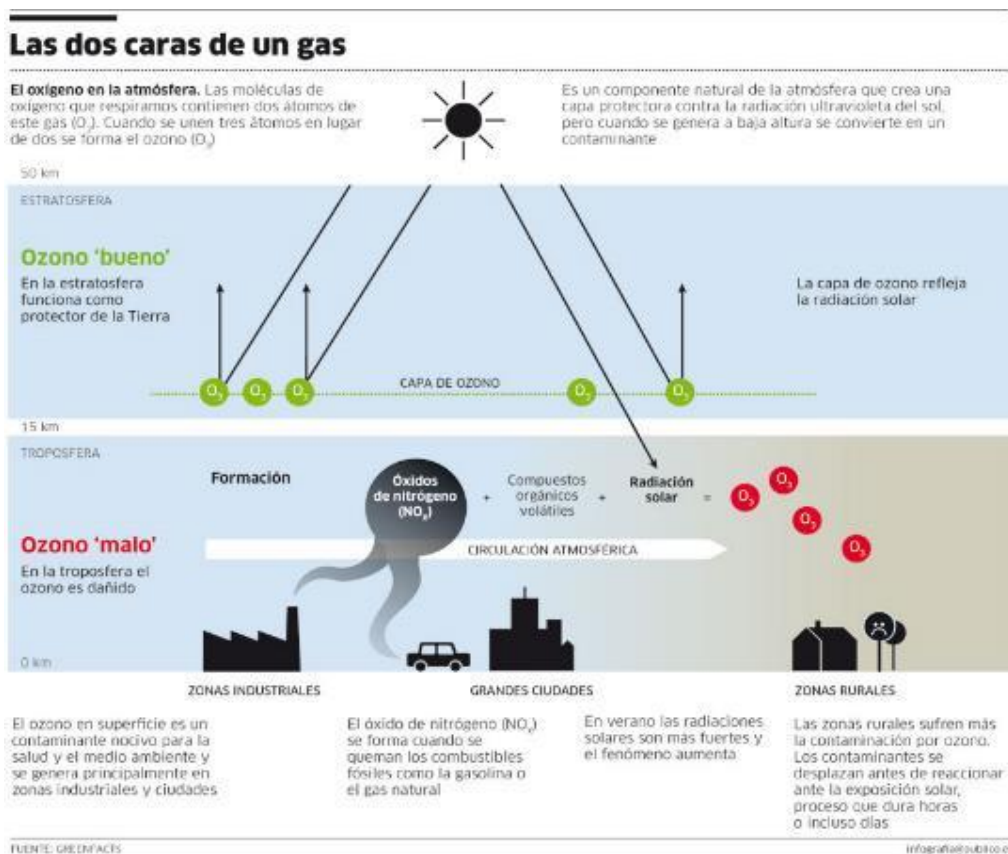 Las dos caras de un gas
El oxígeno en la atmósfera. Las moléculas de
oxígeno que respiramos contienen dos átomos de
este gas (O₂). Cuando se unen tres átomos en lugar
de dos se forma el ozono (O₃)
Es un componente natural de la atmósfera que crea una
capa protectora contra la radiación ultravioleta del sol,
pero cuando se genera a baja altura se convierte en un
contaminante
50 km
ESTRATOSFERA
Ozono ‘bueno’
En la estratosfera
funciona como
protector de la Tierra
La capa de ozono refleja
la radiación solar
O₃ O₃ O₃ CAPA DE OZONO O₃ O₃
15 km
TROPOSFERA
Formación
Óxidos
de nitrógeno
(NOₓ)
+
Compuestos
orgánicos
volátiles
+
Radiación
solar
=
O₃ O₃ O₃ O₃
Ozono ‘malo’
En la troposfera el
ozono es dañido
CIRCULACIÓN ATMOSFÉRICA
0 km
ZONAS INDUSTRIALES
GRANDES CIUDADES
ZONAS RURALES
El ozono en superficie es un
contaminante nocivo para la
salud y el medio ambiente y
se genera principalmente en
zonas industriales y ciudades
El óxido de nitrógeno (NOₓ)
se forma cuando se
queman los combustibles
fósiles como la gasolina o
el gas natural
En verano las radiaciones
solares son más fuertes y
el fenómeno aumenta
Las zonas rurales sufren más
la contaminación por ozono.
Los contaminantes se
desplazan antes de reaccionar
ante la exposición solar,
proceso que dura horas
o incluso días
FUENTE: GREENFACTS